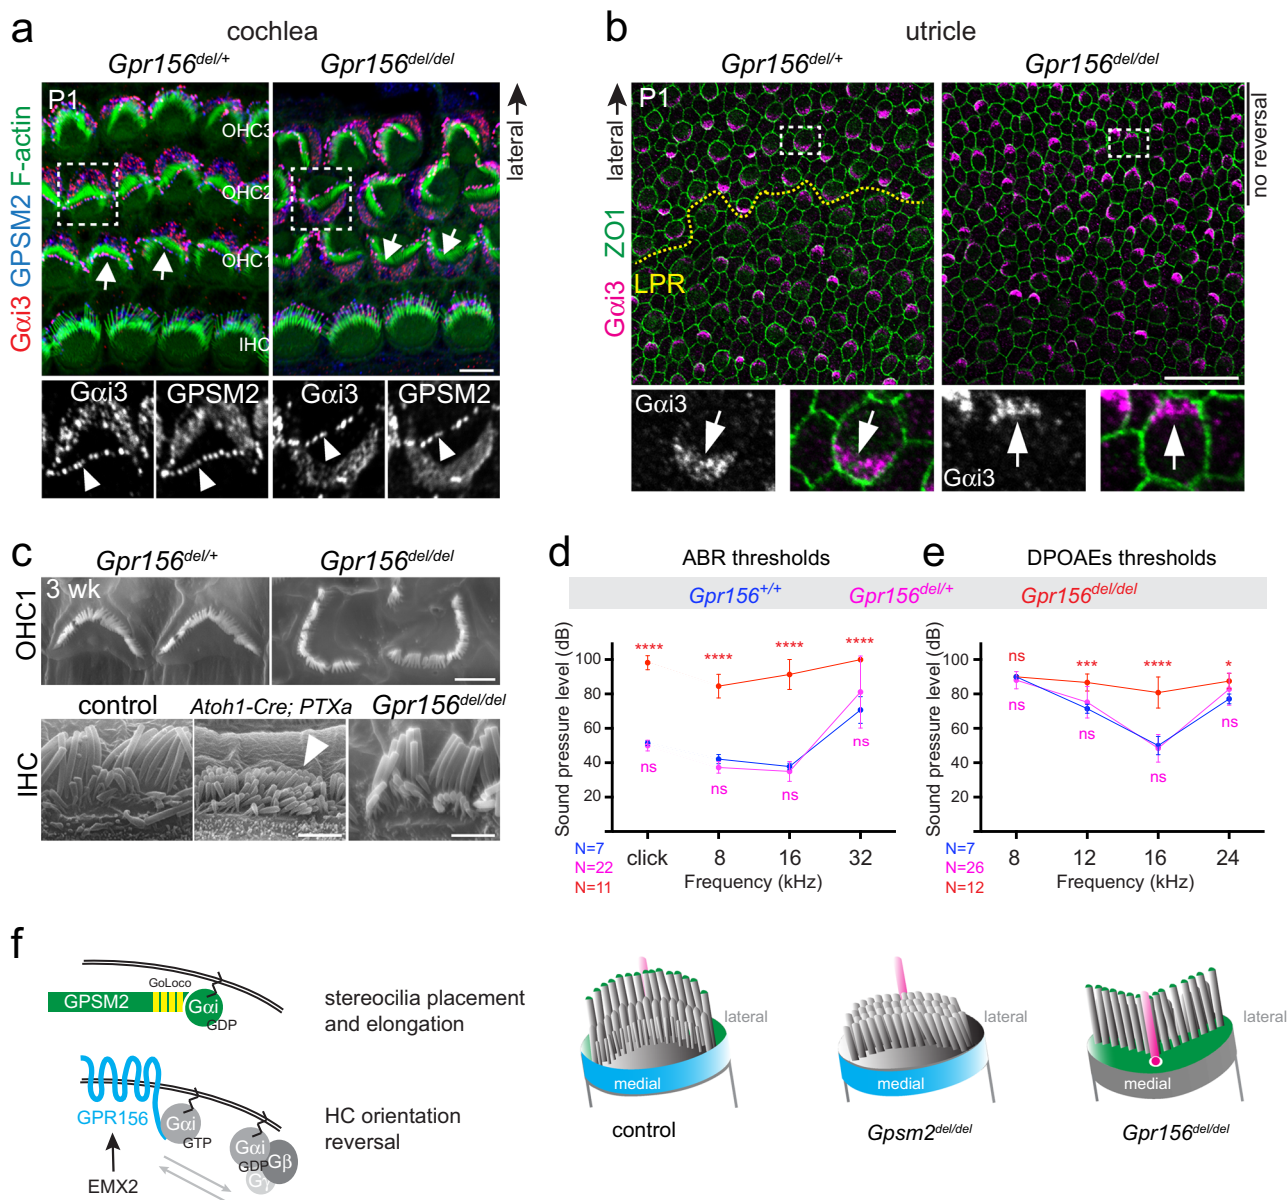 a
cochlea
Gpr156del/+
Gpr156del/del
Gαi3 GPSM2 F-actin
P1
OHC3
OHC2
OHC1
IHC
lateral
Gαi3
GPSM2
Gαi3
GPSM2
b
utricle
Gpr156del/+
Gpr156del/del
lateral
Gαi3 ZO1
P1
LPR
no reversal
Gαi3
Gαi3
c
Gpr156del/+
Gpr156del/del
OHC1
3 wk
control
Atoh1-Cre; PTXa
Gpr156del/del
IHC
d
ABR thresholds
e
DPOAEs thresholds
Gpr156+/+
Gpr156del/+
Gpr156del/del
Sound pressure level (dB)
100
80
60
40
20
****
****
****
****
ns
ns
ns
ns
click
8
16
32
Frequency (kHz)
N=7
N=22
N=11
Sound pressure level (dB)
100
80
60
40
20
ns
***
****
*
ns
ns
ns
ns
8
12
16
24
Frequency (kHz)
N=7
N=26
N=12
f
GPSM2
GoLoco
Gαi
GDP
stereocilia placement
and elongation
GPR156
Gαi
GTP
Gαi
GDP
Gβ
Gγ
EMX2
HC orientation
reversal
lateral
medial
control
lateral
medial
Gpsm2del/del
lateral
medial
Gpr156del/del